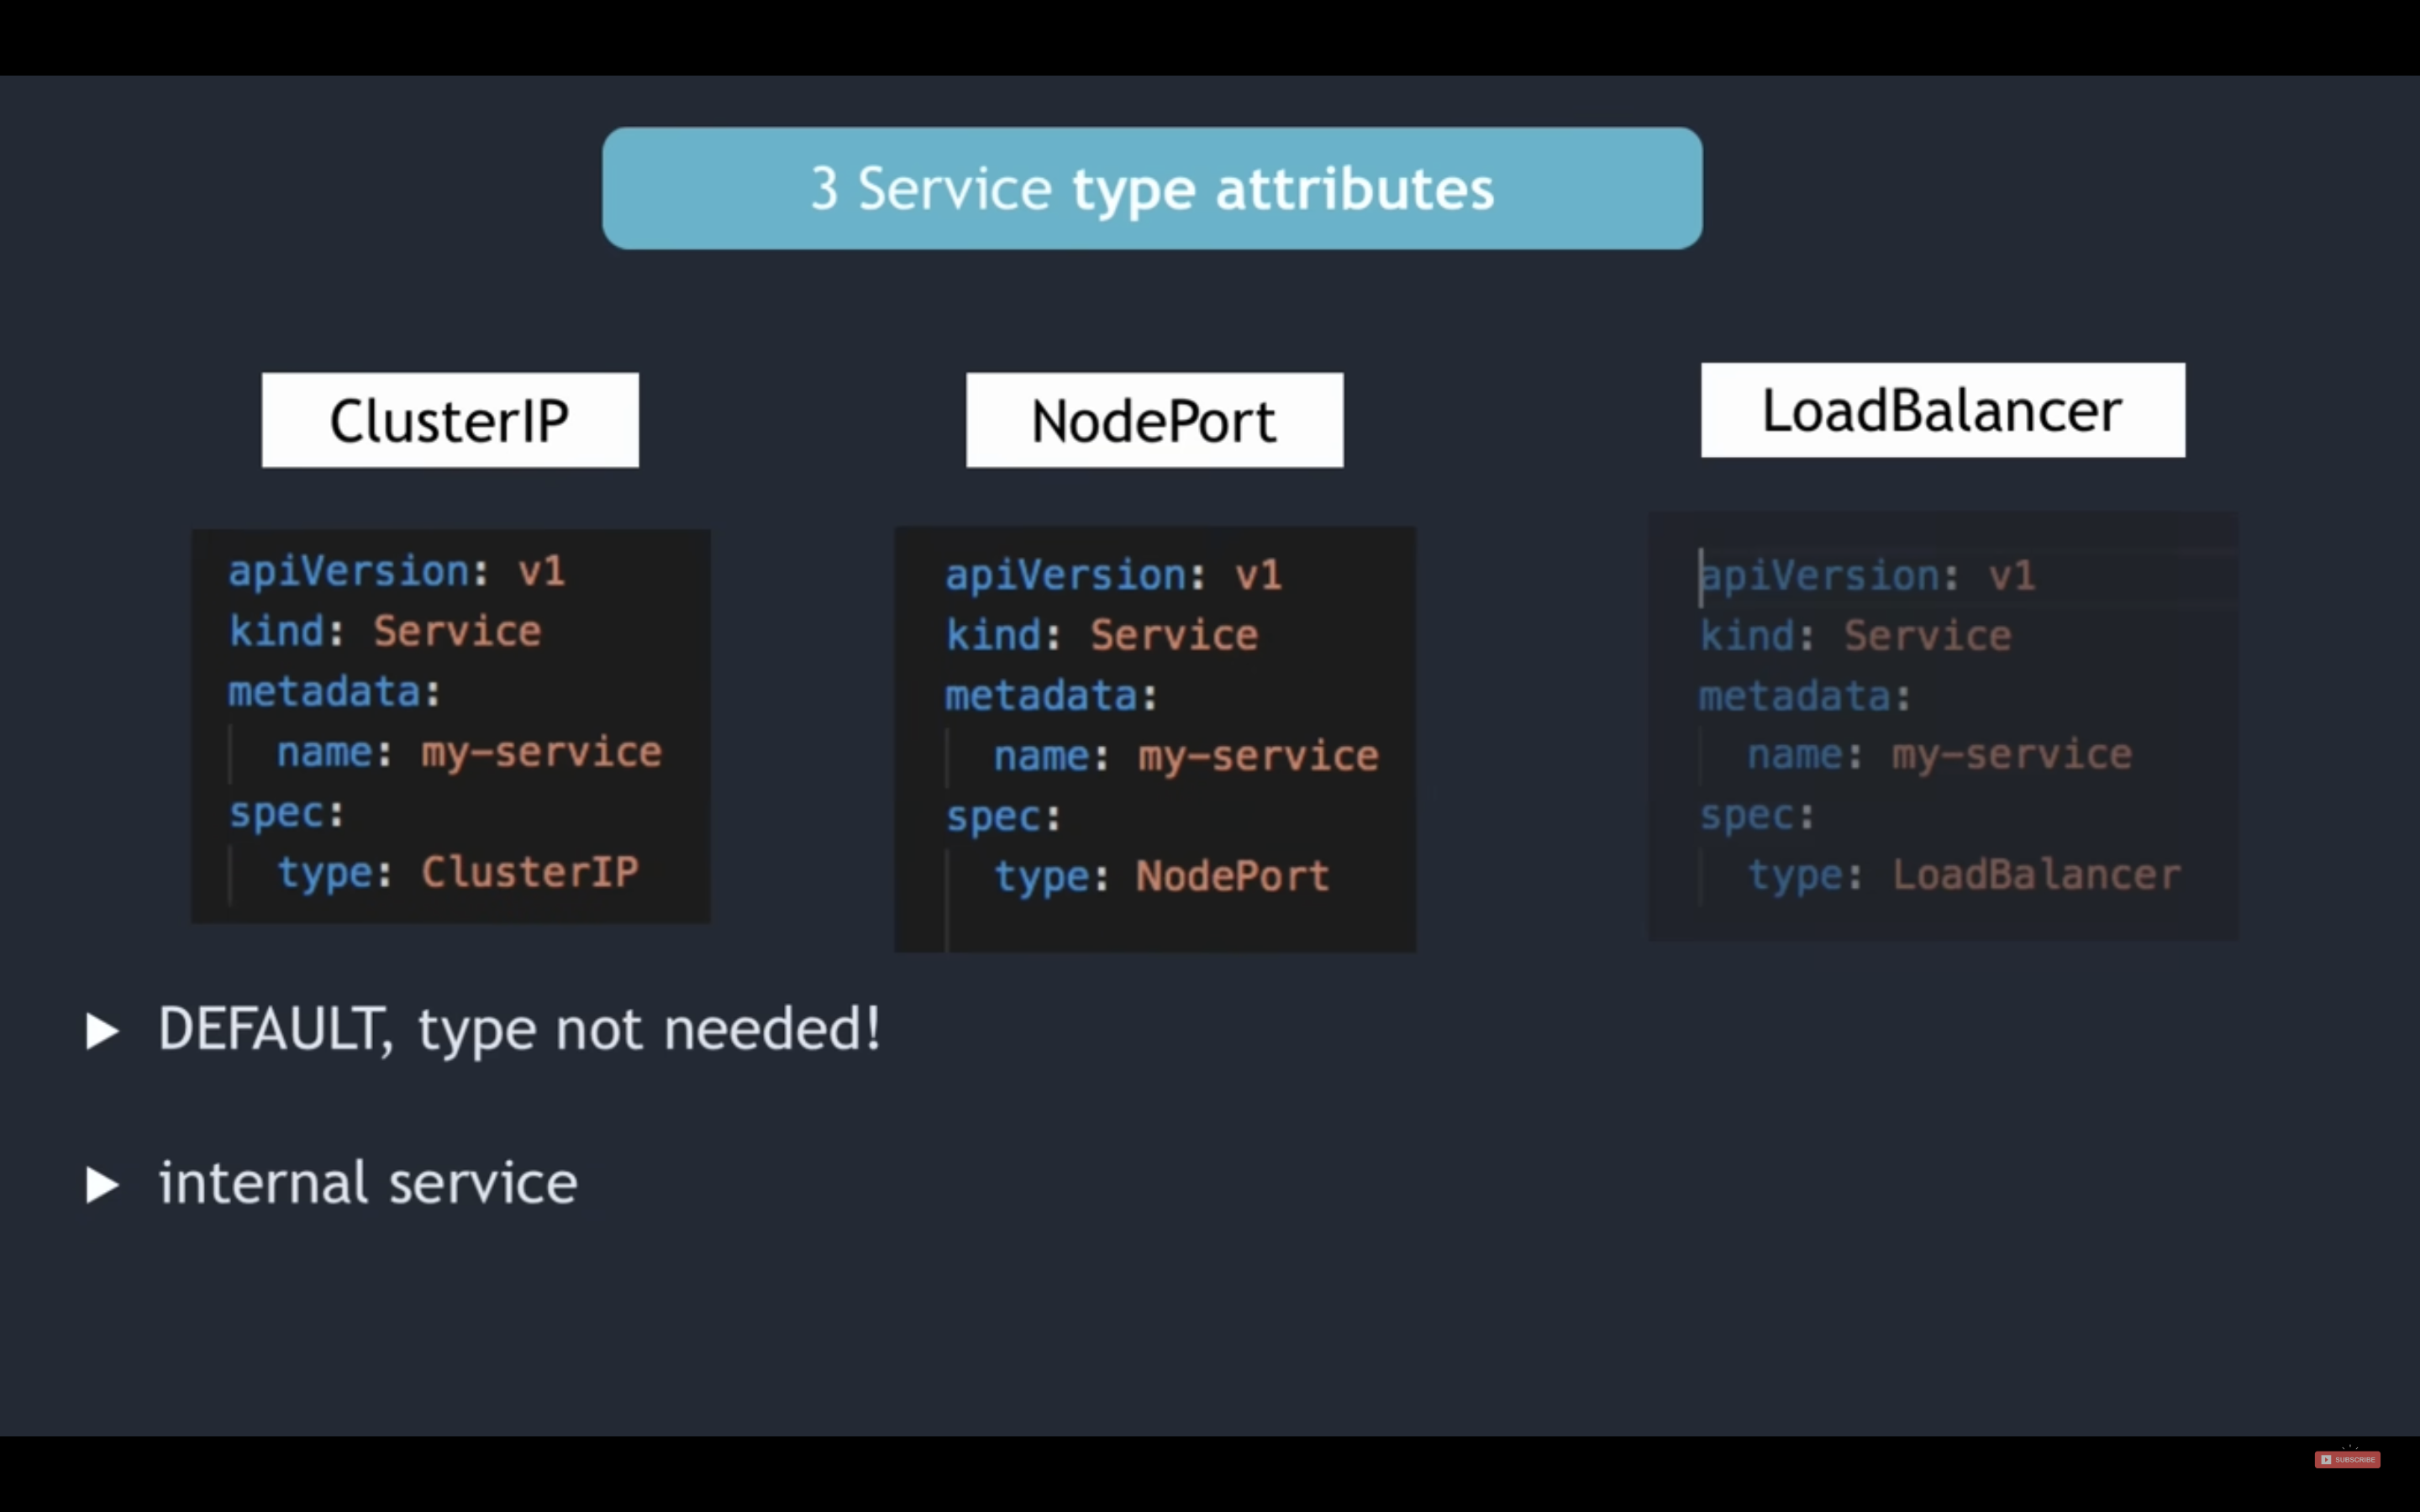 3 Service type attributes
ClusterIP
apiVersion: v1
kind: Service
metadata:
name: my-service
spec:
type: ClusterIP
NodePort
apiVersion: v1
kind: Service
metadata:
name: my-service
spec:
type: NodePort
LoadBalancer
apiVersion: v1
kind: Service
metadata:
name: my-service
spec:
type: LoadBalancer
DEFAULT, type not needed!
internal service
SUBSCRIBE